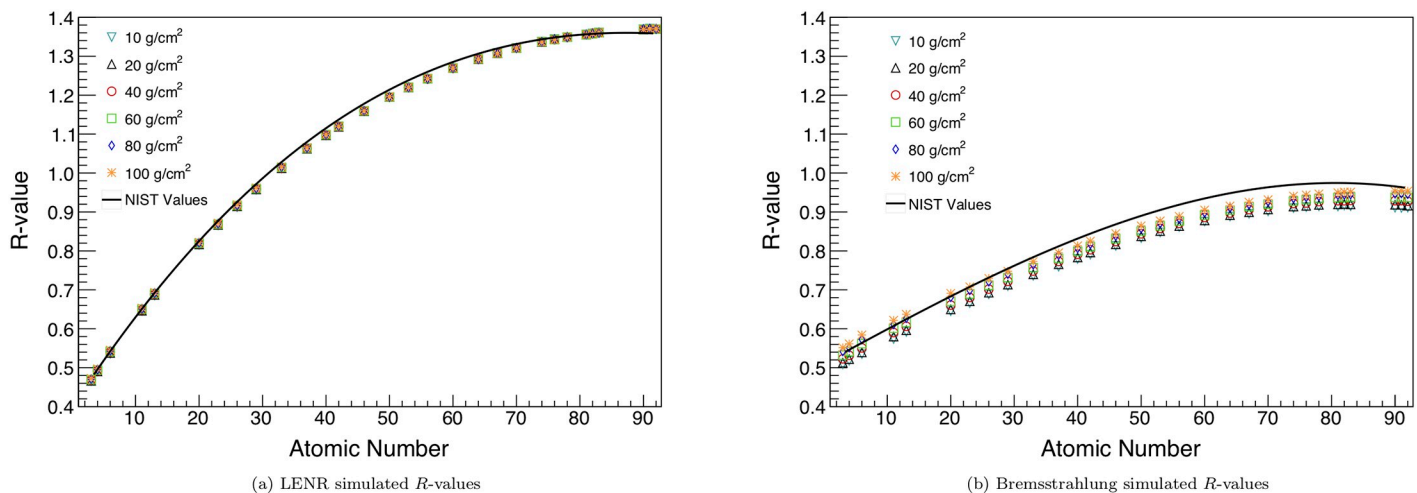 1.4
1.3
1.2
1.1
1.0
0.9
0.8
0.7
0.6
0.5
0.4
R-value
10 g/cm²
20 g/cm²
40 g/cm²
60 g/cm²
80 g/cm²
100 g/cm²
NIST Values
10 20 30 40 50 60 70 80 90
Atomic Number
(a) LENR simulated R-values
1.4
1.3
1.2
1.1
1.0
0.9
0.8
0.7
0.6
0.5
0.4
R-value
10 g/cm²
20 g/cm²
40 g/cm²
60 g/cm²
80 g/cm²
100 g/cm²
NIST Values
10 20 30 40 50 60 70 80 90
Atomic Number
(b) Bremsstrahlung simulated R-values